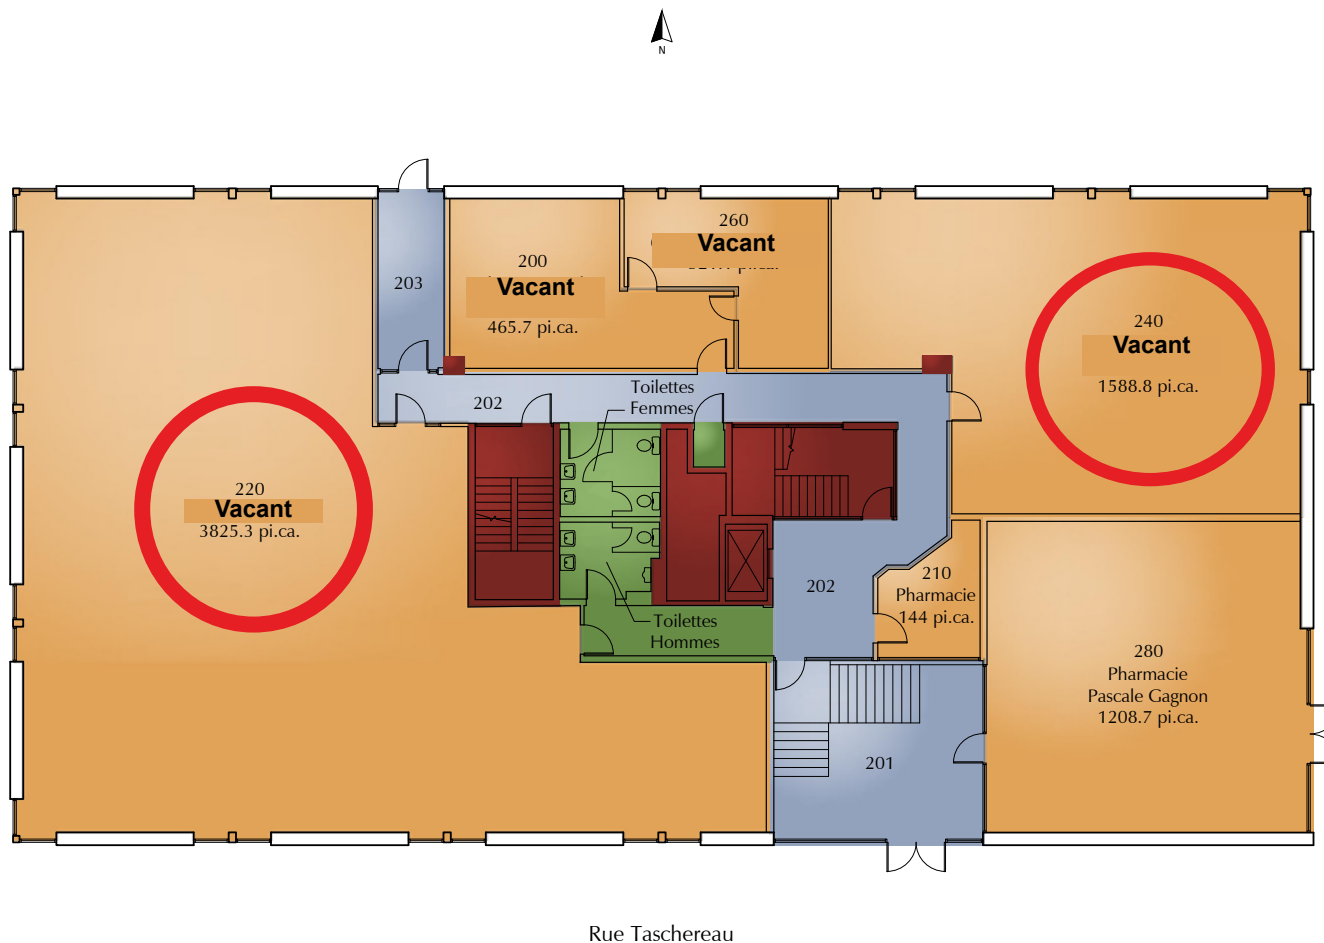 N
203
200
Vacant
465.7 pi.ca.
260
Vacant
240
Vacant
1588.8 pi.ca.
202
Toilettes
Femmes
220
Vacant
3825.3 pi.ca.
202
210
Pharmacie
144 pi.ca.
Toilettes
Hommes
280
Pharmacie
Pascale Gagnon
1208.7 pi.ca.
201
Rue Taschereau